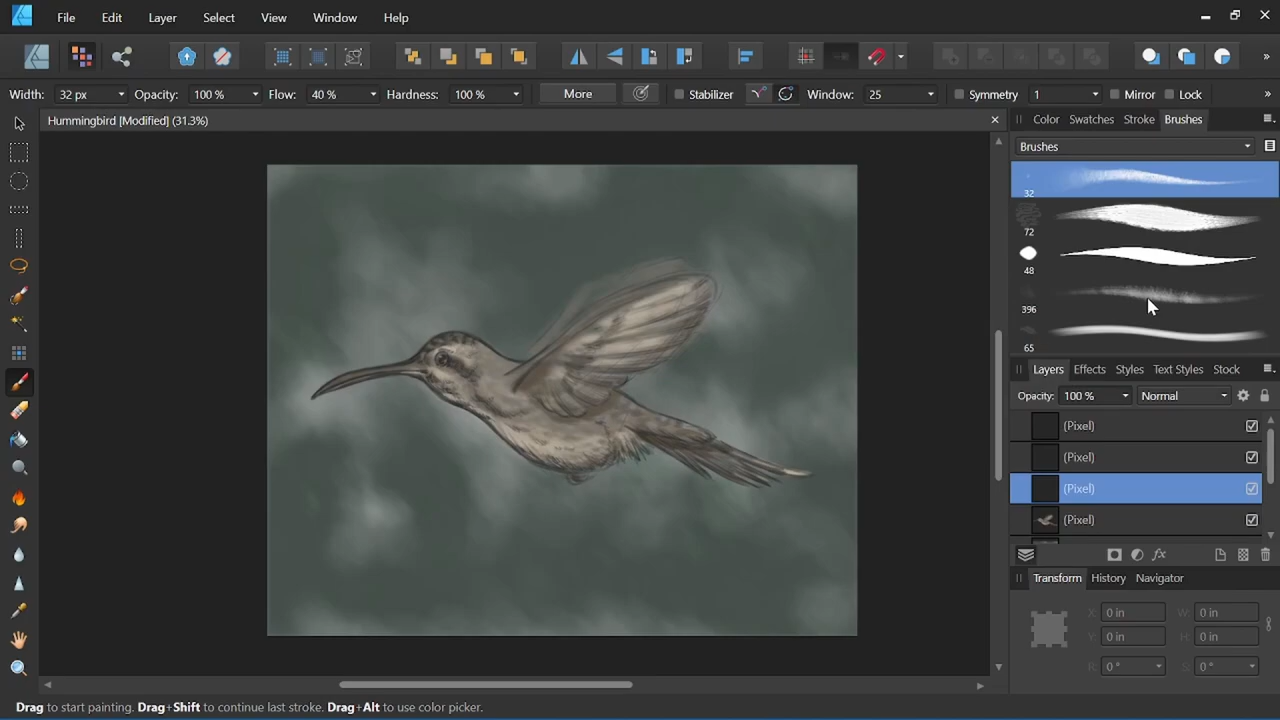 File Edit Layer Select View Window Help
Width: 32 px Opacity: 100 % Flow: 40 % Hardness: 100 % More Stabilizer Window: 25 Symmetry 1 Mirror Lock »
Hummingbird [Modified] (31.3%)
Color Swatches Stroke Brushes
Brushes
32
72
48
396
65
Layers Effects Styles Text Styles Stock
Opacity: 100 % Normal
(Pixel)
(Pixel)
(Pixel)
(Pixel)
Transform History Navigator
X: 0 in W: 0 in
Y: 0 in H: 0 in
R: 0 ° S: 0 °
Drag to start painting. Drag+Shift to continue last stroke. Drag+Alt to use color picker.